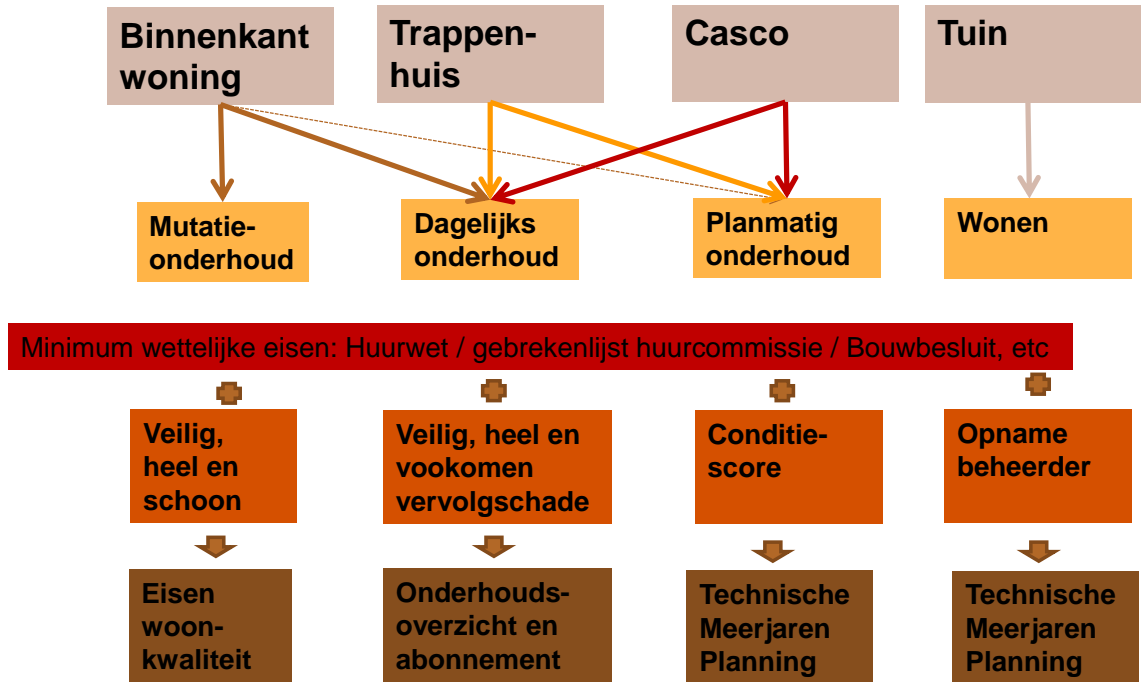 Binnenkant
woning
Trappen-
huis
Casco
Tuin
Mutatie-
onderhoud
Dagelijks
onderhoud
Planmatig
onderhoud
Wonen
Minimum wettelijke eisen: Huurwet / gebrekenlijst huurcommissie / Bouwbesluit, etc
Veilig,
heel en
schoon
Veilig, heel en
vookomen
vervolgschade
Conditie-
score
Opname
beheerder
Eisen
woon-
kwaliteit
Onderhouds-
overzicht en
abonnement
Technische
Meerjaren
Planning
Technische
Meerjaren
Planning